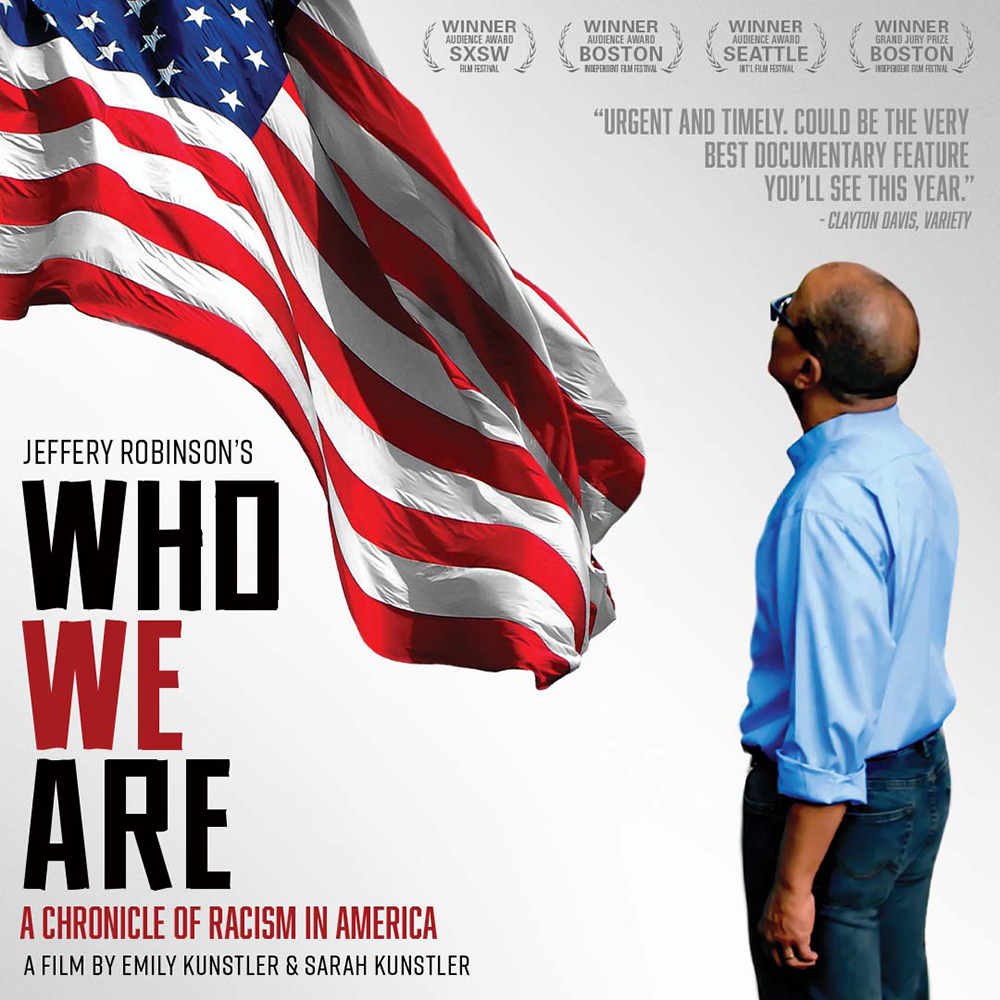 WINNER
AUDIENCE AWARD
SXSW
FILM FESTIVAL
WINNER
AUDIENCE AWARD
BOSTON
INDEPENDENT FILM FESTIVAL
WINNER
AUDIENCE AWARD
SEATTLE
INT'L FILM FESTIVAL
WINNER
GRAND JURY PRIZE
BOSTON
INDEPENDENT FILM FESTIVAL
“URGENT AND TIMELY. COULD BE THE VERY
BEST DOCUMENTARY FEATURE
YOU'LL SEE THIS YEAR.”
- CLAYTON DAVIS, VARIETY
JEFFERY ROBINSON'S
WHO
WE
ARE
A CHRONICLE OF RACISM IN AMERICA
A FILM BY EMILY KUNSTLER & SARAH KUNSTLER